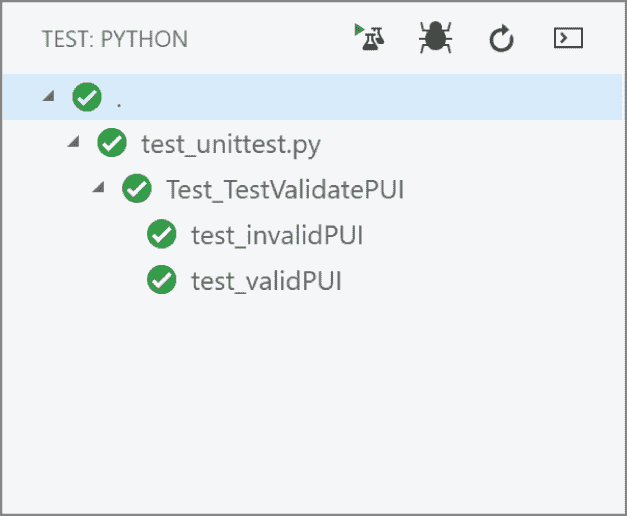 TEST: PYTHON
.
test_unittest.py
Test_TestValidatePUI
test_invalidPUI
test_validPUI